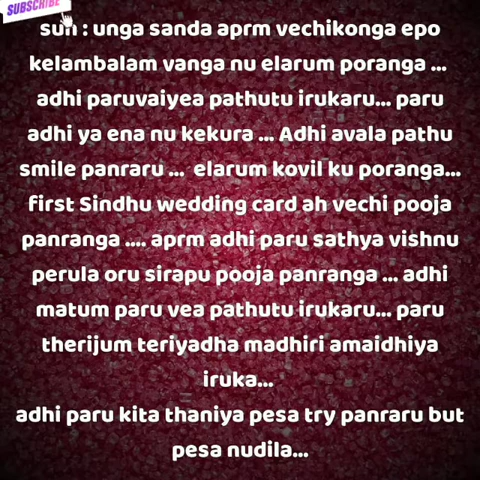 SUBSCRIBE
sun : unga sanda aprm vechikonga epo
kelambalam vanga nu elarum poranga ...
adhi paruvaiyea pathutu irukaru... paru
adhi ya ena nu kekura ... Adhi avala pathu
smile panraru ... elarum kovil ku poranga...
first Sindhu wedding card ah vechi pooja
panranga .... aprm adhi paru sathya vishnu
perula oru sirapu pooja panranga ... adhi
matum paru vea pathutu irukaru... paru
therijum teriyadha madhiri amaidhiya
iruka...
adhi paru kita thaniya pesa try panraru but
pesa nudila...